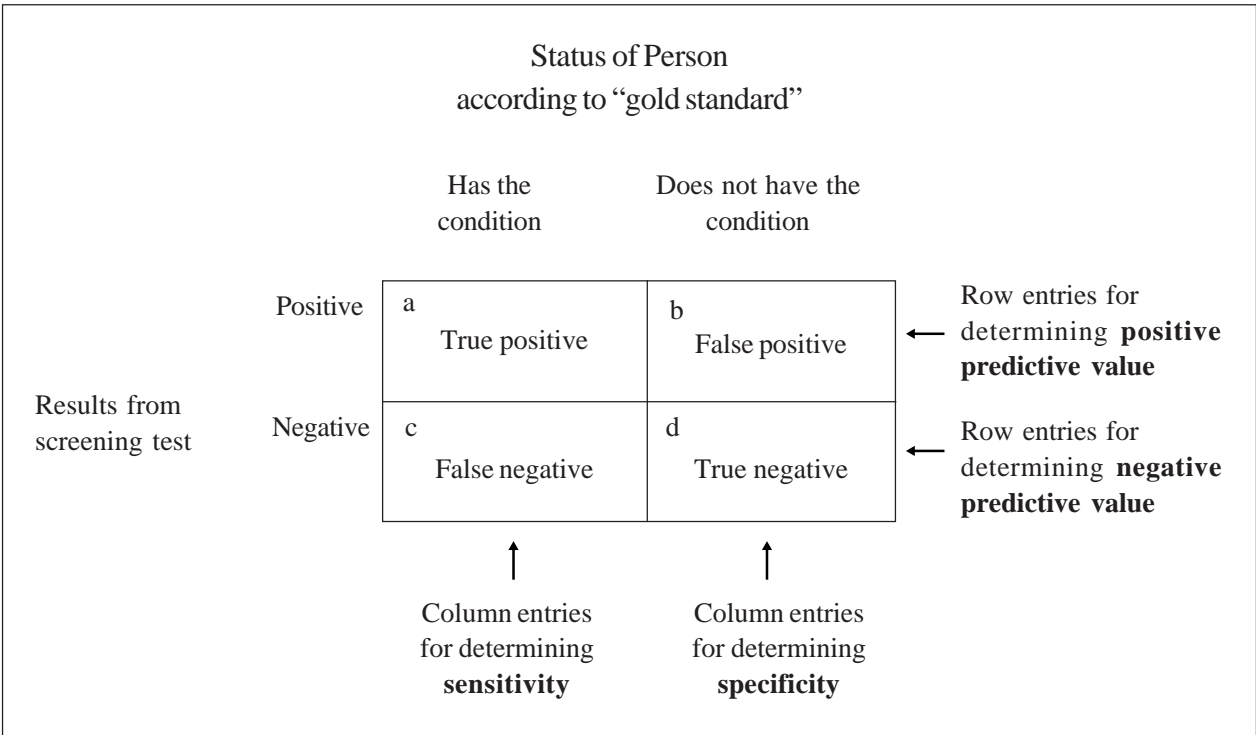 Status of Person
according to “gold standard”
Has the
condition
Does not have the
condition
Positive
a
True positive
b
False positive
Row entries for
determining positive
predictive value
Results from
screening test
Negative
c
False negative
d
True negative
Row entries for
determining negative
predictive value
Column entries
for determining
sensitivity
Column entries
for determining
specificity